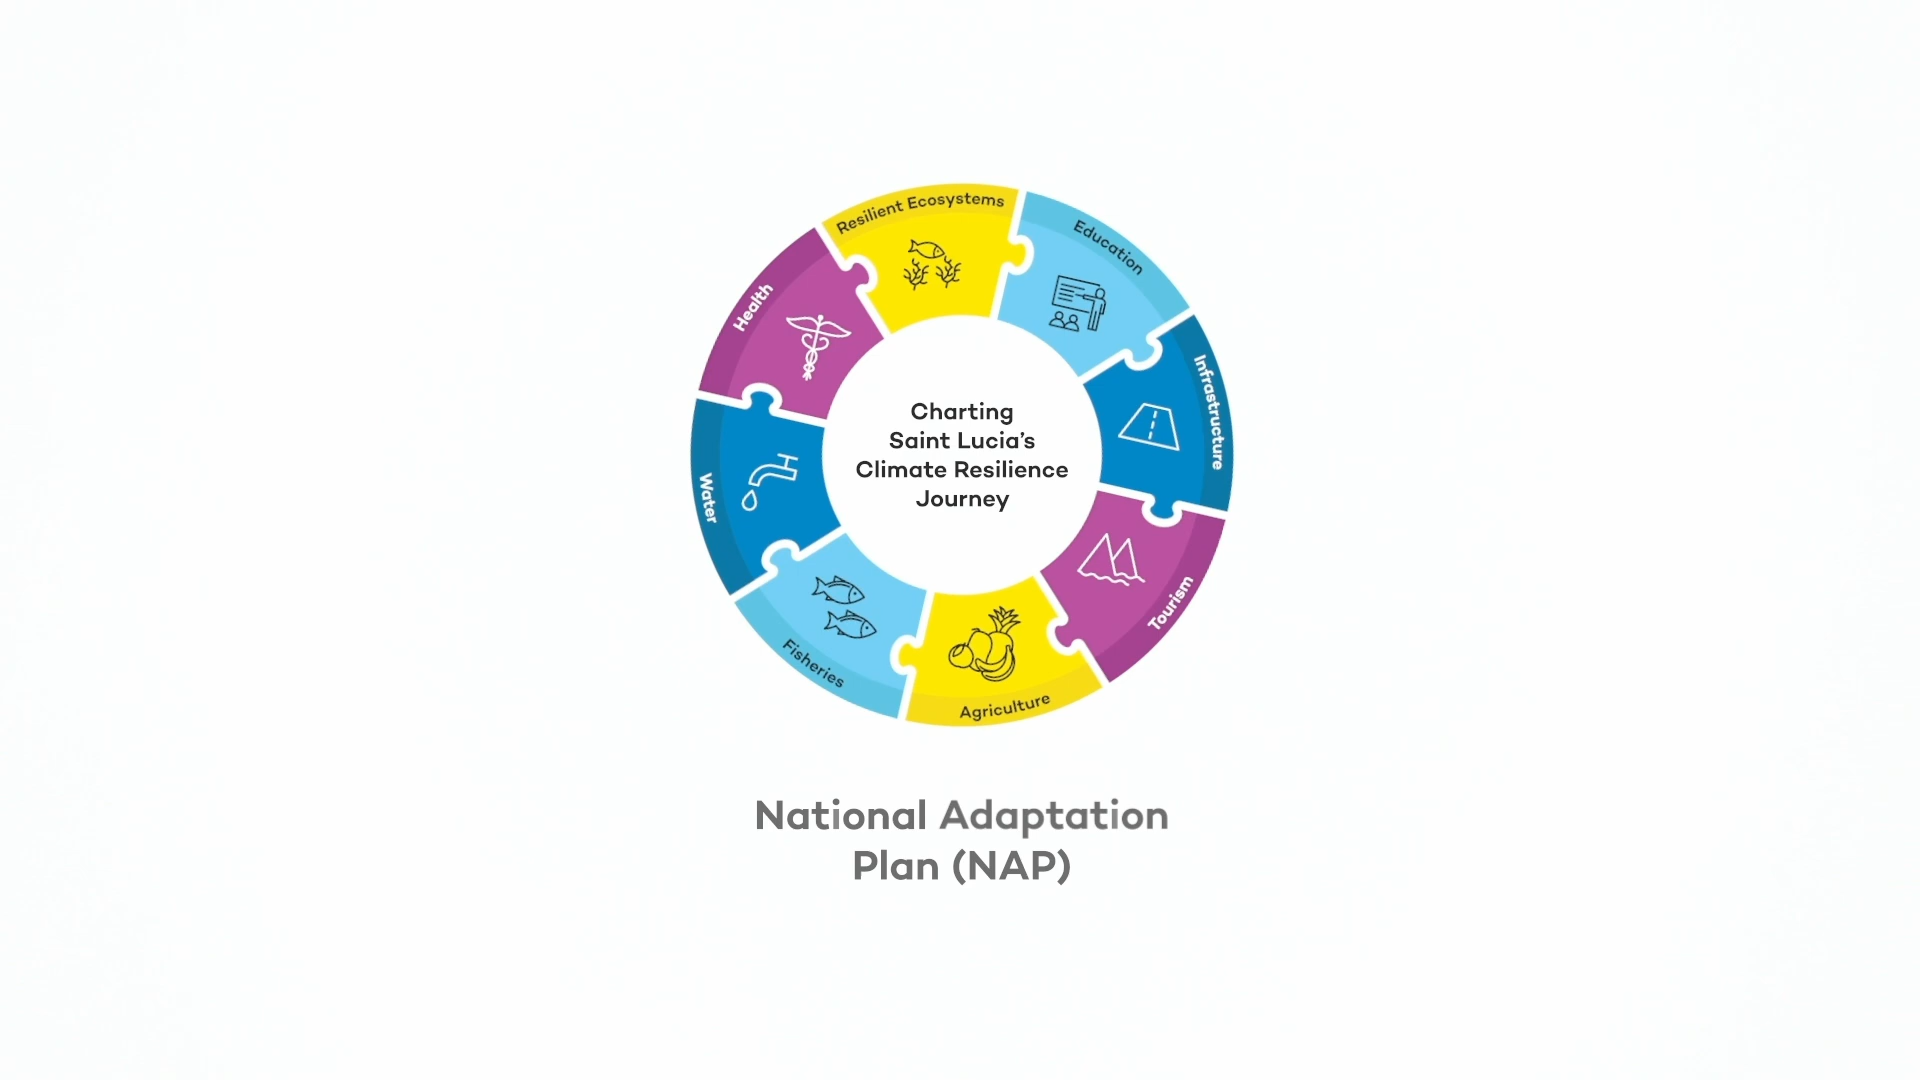 Resilient Ecosystems
Education
Infrastructure
Tourism
Agriculture
Fisheries
Water
Health
Charting
Saint Lucia’s
Climate Resilience
Journey
National Adaptation
Plan (NAP)